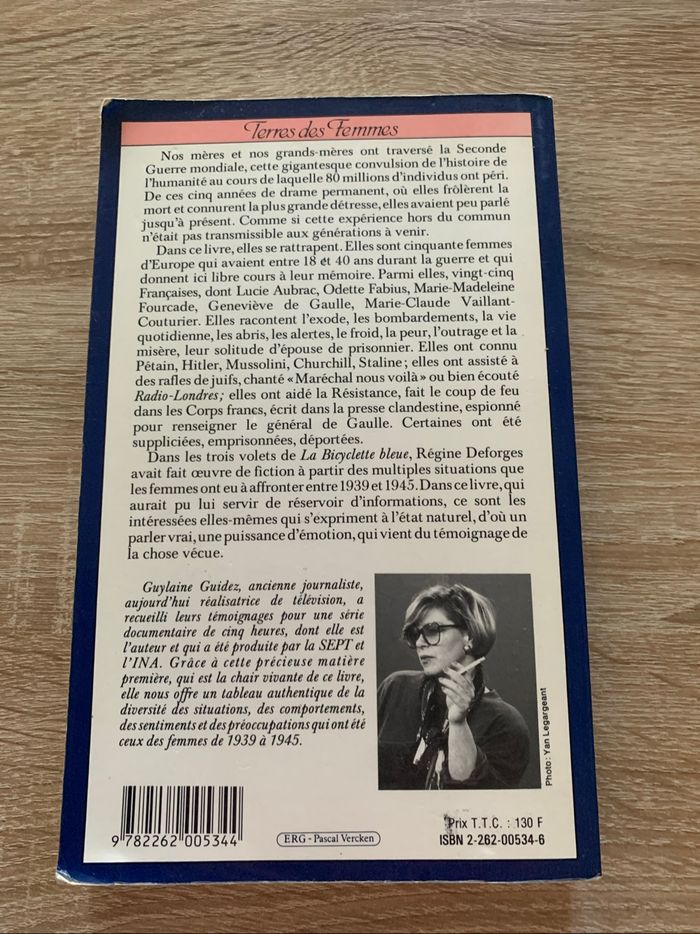 Terres des Femmes
Nos mères et nos grands-mères ont traversé la Seconde
Guerre mondiale, cette gigantesque convulsion de l'histoire de
l'humanité au cours de laquelle 80 millions d'individus ont péri.
De ces cinq années de drame permanent, où elles frôlèrent la
mort et connurent la plus grande détresse, elles avaient peu parlé
jusqu'à présent. Comme si cette expérience hors du commun
n'était pas transmissible aux générations à venir.
Dans ce livre, elles se rattrapent. Elles sont cinquante femmes
d'Europe qui avaient entre 18 et 40 ans durant la guerre et qui
donnent ici libre cours à leur mémoire. Parmi elles, vingt-cinq
Françaises, dont Lucie Aubrac, Odette Fabius, Marie-Madeleine
Fourcade, Geneviève de Gaulle, Marie-Claude Vaillant-
Couturier. Elles racontent l'exode, les bombardements, la vie
quotidienne, les abris, les alertes, le froid, la peur, l'outrage et la
misère, leur solitude d'épouse de prisonnier. Elles ont connu
Pétain, Hitler, Mussolini, Churchill, Staline ; elles ont assisté à
des rafles de juifs, chanté « Maréchal nous voilà » ou bien écouté
Radio-Londres ; elles ont aidé la Résistance, fait le coup de feu
dans les Corps francs, écrit dans la presse clandestine, espionné
pour renseigner le général de Gaulle. Certaines ont été
suppliciées, emprisonnées, déportées.
Dans les trois volets de La Bicyclette bleue, Régine Deforges
avait fait œuvre de fiction à partir des multiples situations que
les femmes ont eu à affronter entre 1939 et 1945. Dans ce livre, qui
aurait pu lui servir de réservoir d'informations, ce sont les
intéressées elles-mêmes qui s'expriment à l'état naturel, d'où un
parler vrai, une puissance d'émotion, qui vient du témoignage de
la chose vécue.
Guylaine Guidez, ancienne journaliste,
aujourd'hui réalisatrice de télévision, a
recueilli leurs témoignages pour une série
documentaire de cinq heures, dont elle est
l'auteur et qui a été produite par la SEPT et
l'INA. Grâce à cette précieuse matière
première, qui est la chair vivante de ce livre,
elle nous offre un tableau authentique de la
diversité des situations, des comportements,
des sentiments et des préoccupations qui ont été
ceux des femmes de 1939 à 1945.
Photo : Yan Legargeant
9 782262 005344
ERG - Pascal Vercken
Prix T.T.C. : 130 F
ISBN 2-262-00534-6